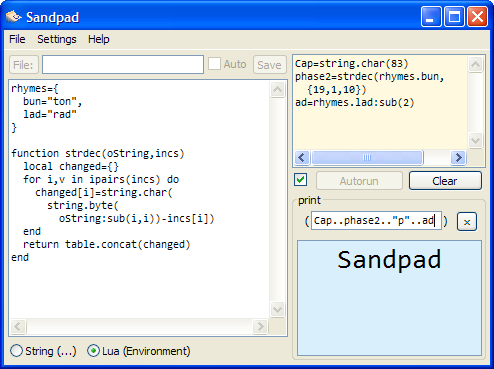 Sandpad
File Settings Help
File: Auto Save
rhymes={
bun="ton",
lad="rad"
}
function strdec(oString,incs)
local changed={}
for i,v in ipairs(incs) do
changed[i]=string.char(
string.byte(
oString:sub(i,i))-incs[i])
end
return table.concat(changed)
end
String (...) Lua (Environment)
Cap=string.char(83)
phase2=strdec(rhymes.bun,
{19,1,10})
ad=rhymes.lad:sub(2)
Autorun Clear
print
(Cap..phase2.."p"..ad) x
Sandpad